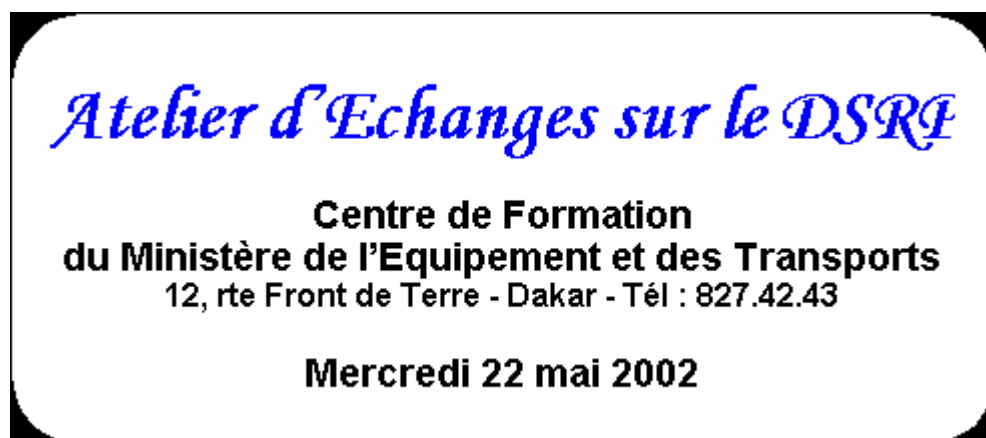 Atelier d'Echanges sur le DSRP
Centre de Formation
du Ministère de l'Equipement et des Transports
12, rte Front de Terre - Dakar - Tél : 827.42.43
Mercredi 22 mai 2002